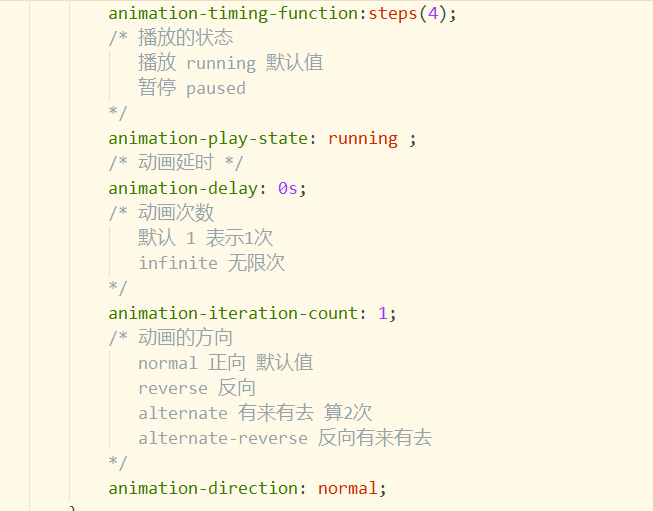 animation-timing-function:steps(4);
/* 播放的状态
播放 running 默认值
暂停 paused
*/
animation-play-state: running ;
/* 动画延时 */
animation-delay: 0s;
/* 动画次数
默认 1 表示1次
infinite 无限次
*/
animation-iteration-count: 1;
/* 动画的方向
normal 正向 默认值
reverse 反向
alternate 有来有去 算2次
alternate-reverse 反向有来有去
*/
animation-direction: normal;